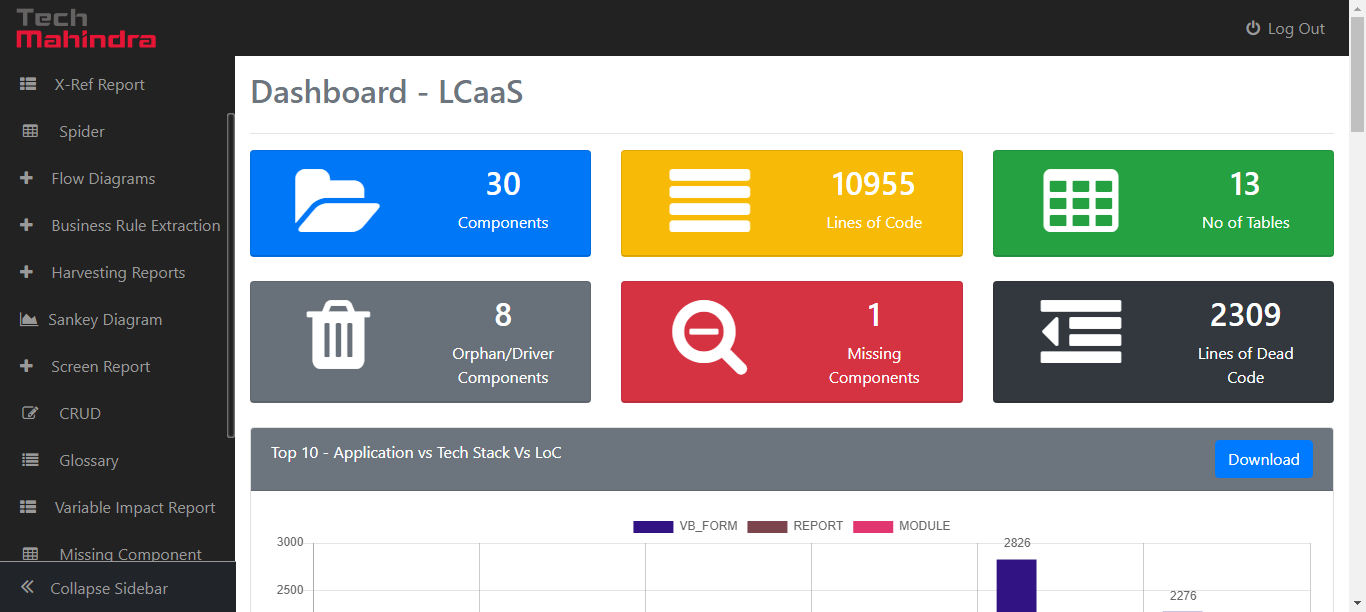 Tech
Mahindra
Log Out
X-Ref Report
Spider
Flow Diagrams
Business Rule Extraction
Harvesting Reports
Sankey Diagram
Screen Report
CRUD
Glossary
Variable Impact Report
Missing Component
Collapse Sidebar
Dashboard - LCaaS
30
Components
10955
Lines of Code
13
No of Tables
8
Orphan/Driver
Components
1
Missing
Components
2309
Lines of Dead
Code
Top 10 - Application vs Tech Stack Vs LoC
Download
VB_FORM REPORT MODULE
3000
2826
2500
2276